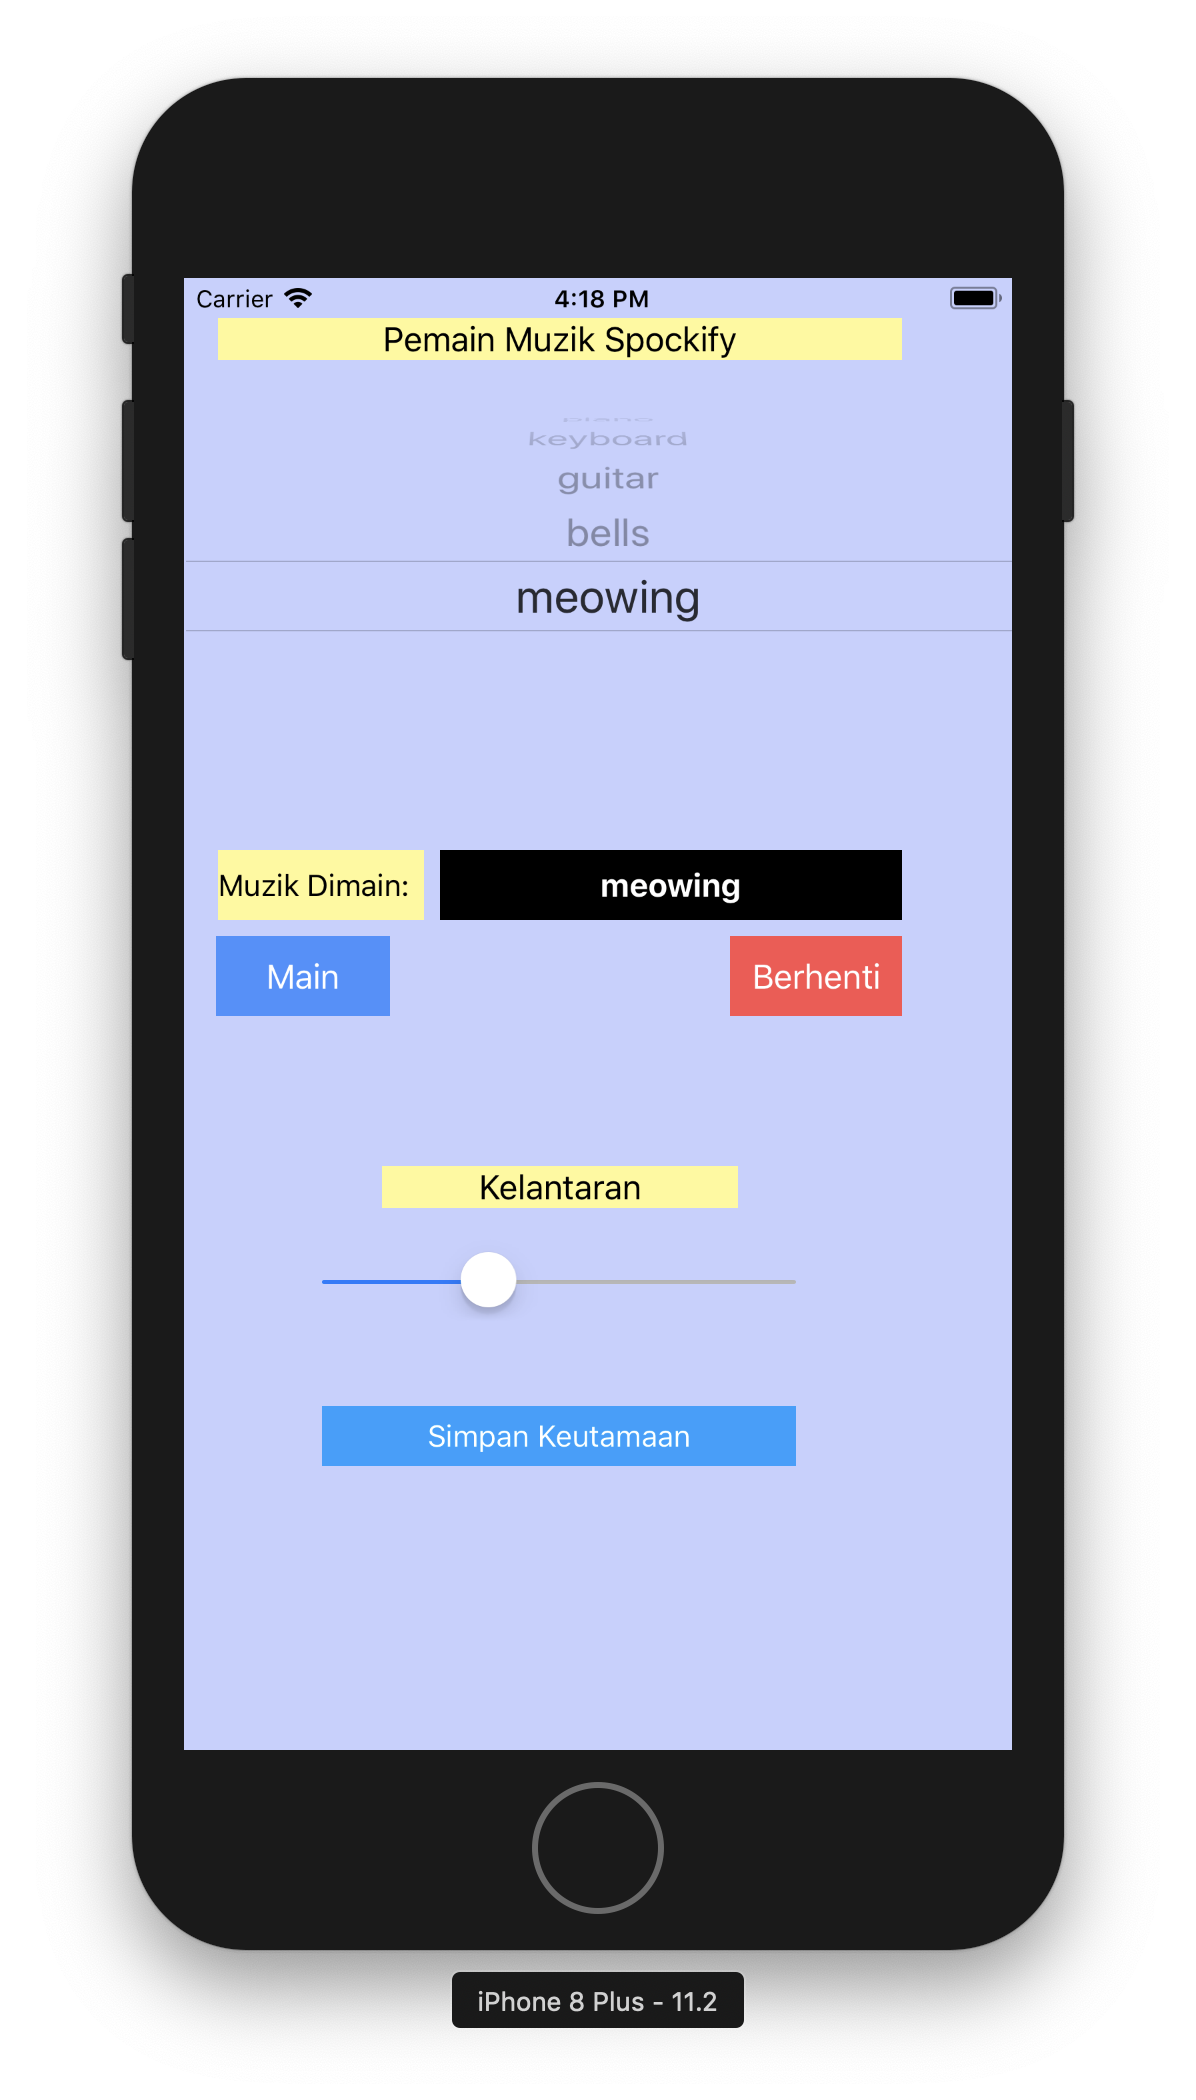 Carrier
4:18 PM
Pemain Muzik Spockify
piano
keyboard
guitar
bells
meowing
Muzik Dimain:
meowing
Main
Berhenti
Kelantaran
Simpan Keutamaan
iPhone 8 Plus - 11.2